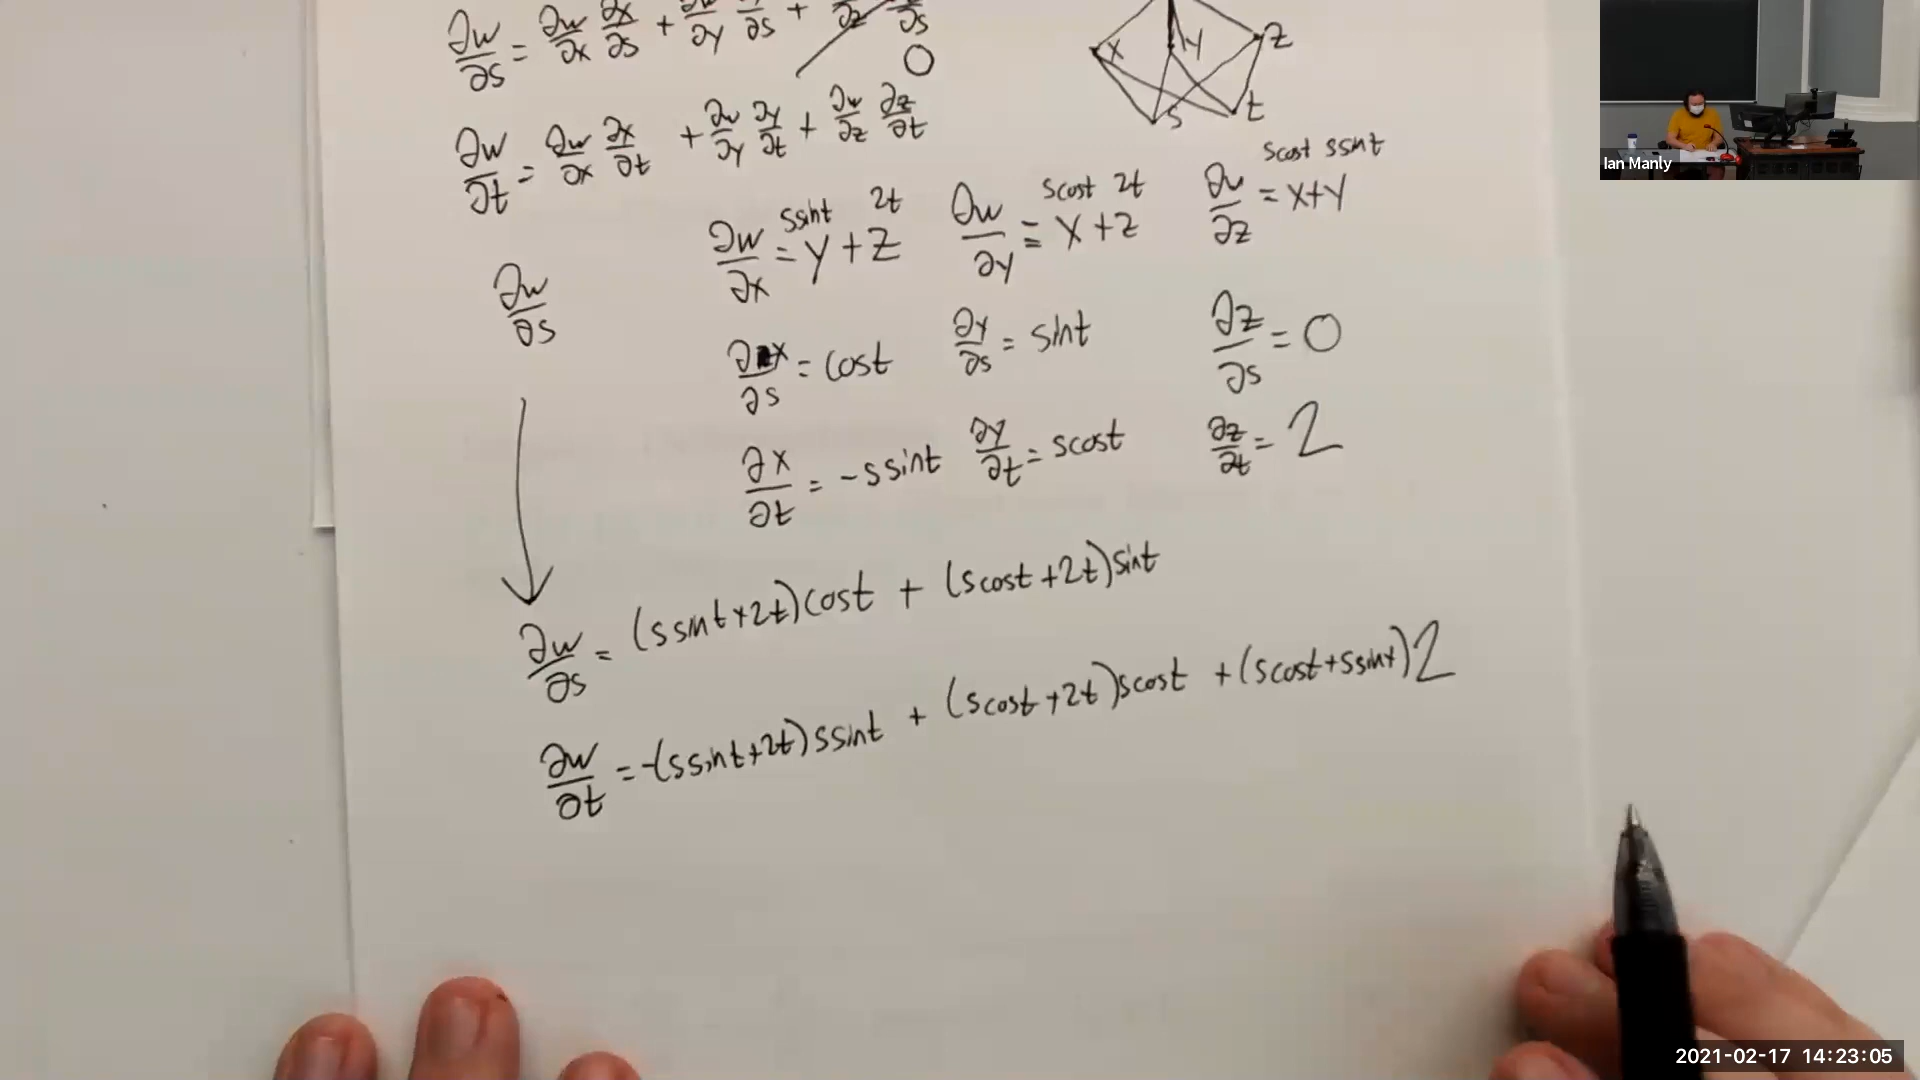 ∂w/∂s = ∂w/∂x ∂x/∂s + ∂w/∂y ∂y/∂s + ∂w/∂z ∂z/∂s
0
x y z
s t
∂w/∂t = ∂w/∂x ∂x/∂t + ∂w/∂y ∂y/∂t + ∂w/∂z ∂z/∂t
ssint 2t scost 2t scost ssint
∂w/∂x = y + z ∂w/∂y = x + z ∂w/∂z = x + y
∂w/∂s
∂x/∂s = cost ∂y/∂s = sint ∂z/∂s = 0
∂x/∂t = -ssint ∂y/∂t = scost ∂z/∂t = 2
∂w/∂s = (ssint+2t)cost + (scost+2t)sint
∂w/∂t = -(ssint+2t)ssint + (scost+2t)scost + (scost+ssint)2
Ian Manly
2021-02-17 14:23:05